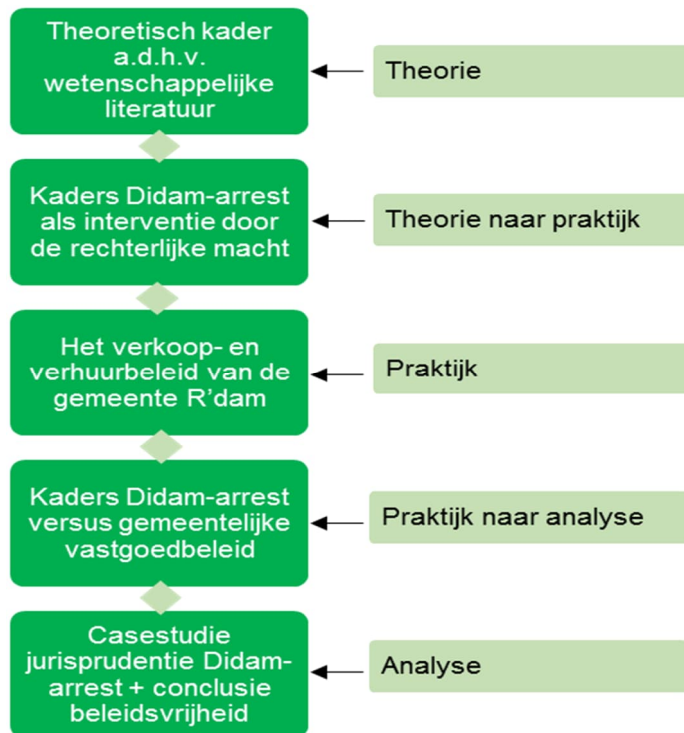 Theoretisch kader
a.d.h.v.
wetenschappelijke
literatuur
Theorie
Kaders Didam-arrest
als interventie door
de rechterlijke macht
Theorie naar praktijk
Het verkoop- en
verhuurbeleid van de
gemeente R'dam
Praktijk
Kaders Didam-arrest
versus gemeentelijke
vastgoedbeleid
Praktijk naar analyse
Casestudie
jurisprudentie Didam-
arrest + conclusie
beleidsvrijheid
Analyse